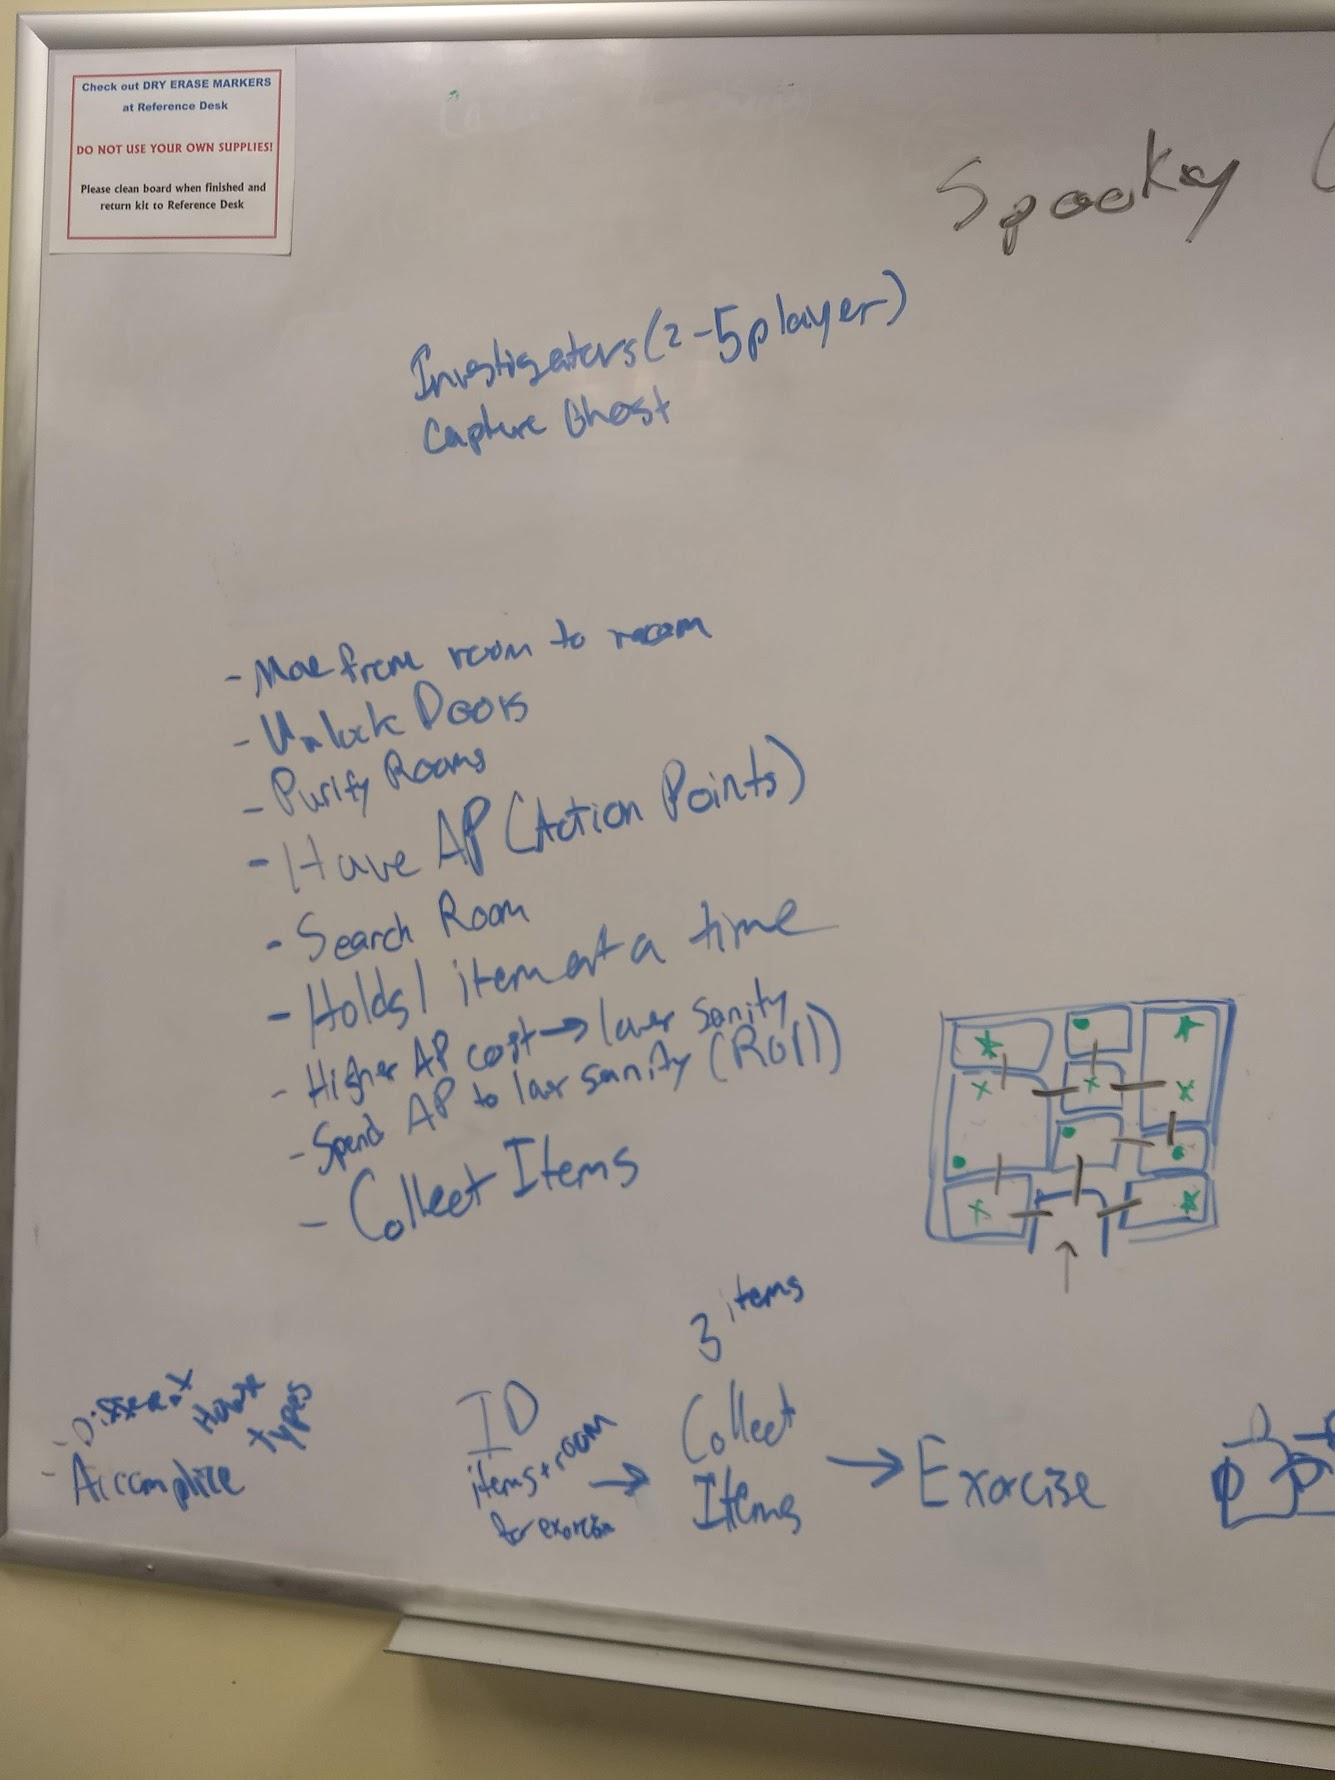 Check out DRY ERASE MARKERS
at Reference Desk
DO NOT USE YOUR OWN SUPPLIES!
Please clean board when finished and
return kit to Reference Desk
Spooky
Investigators (2-5 player)
Capture Ghost
- Move from room to room
- Unlock Doors
- Purify Rooms
- Have AP (Action Points)
- Search Room
- Holds 1 item at a time
- Higher AP cost → lower sanity
- Spend AP to lower sanity (Roll)
- Collect Items
3 items
- Different
types
- Accomplice
ID
items + room
for exorcism
→
Collect
Items
→ Exorcise